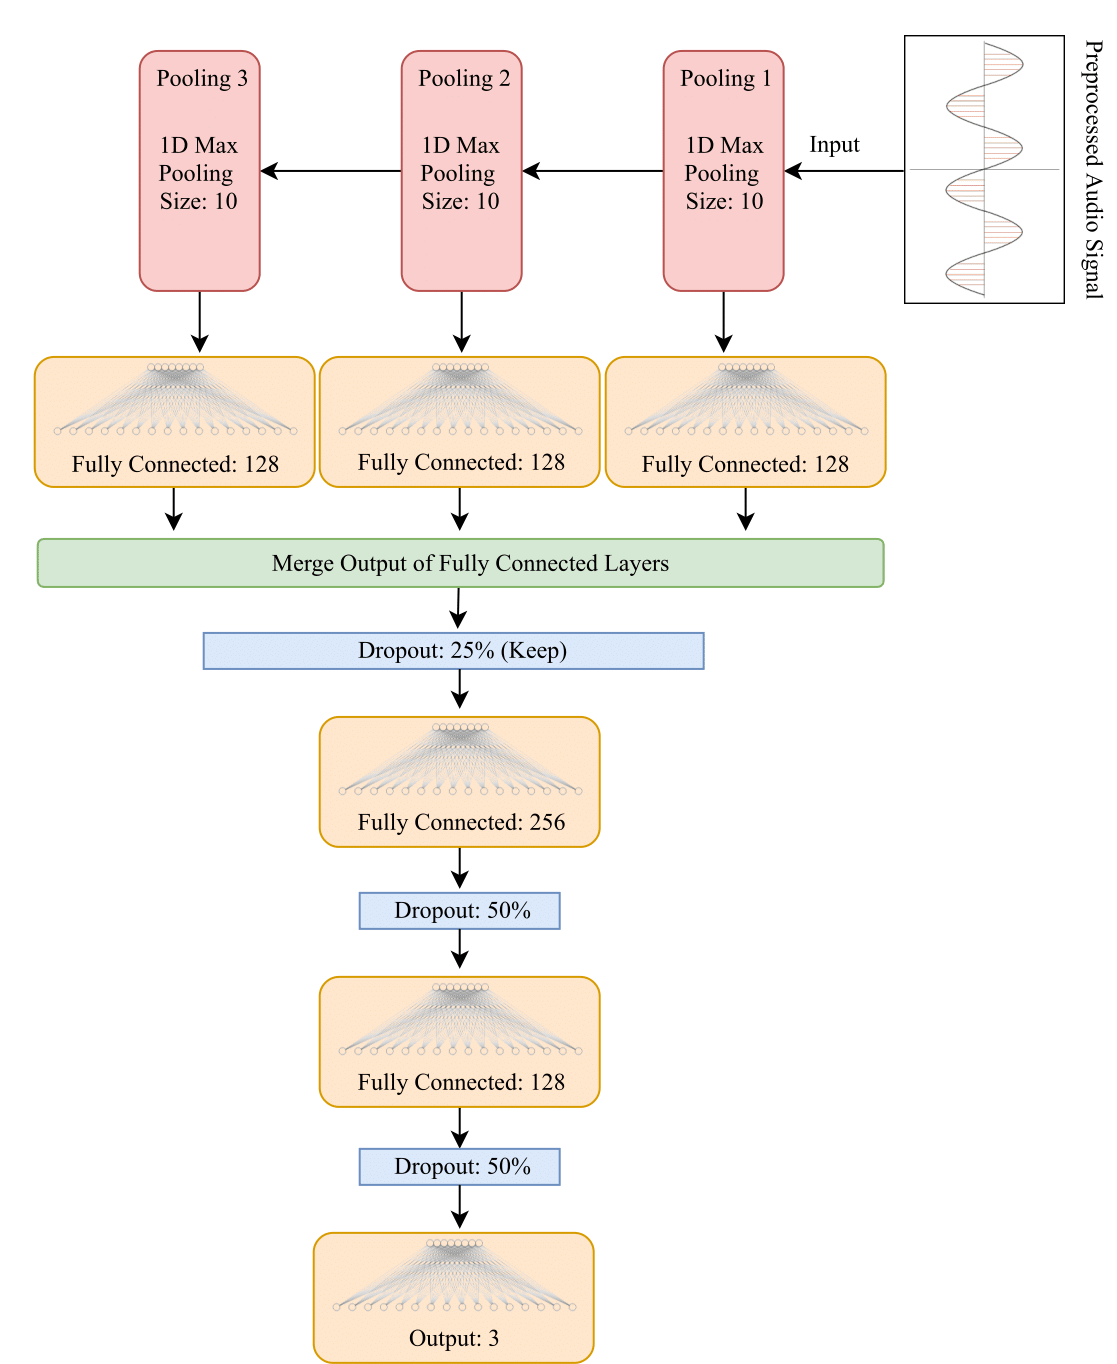 Pooling 3
1D Max
Pooling
Size: 10
Pooling 2
1D Max
Pooling
Size: 10
Pooling 1
1D Max
Pooling
Size: 10
Input
Preprocessed Audio Signal
Fully Connected: 128
Fully Connected: 128
Fully Connected: 128
Merge Output of Fully Connected Layers
Dropout: 25% (Keep)
Fully Connected: 256
Dropout: 50%
Fully Connected: 128
Dropout: 50%
Output: 3